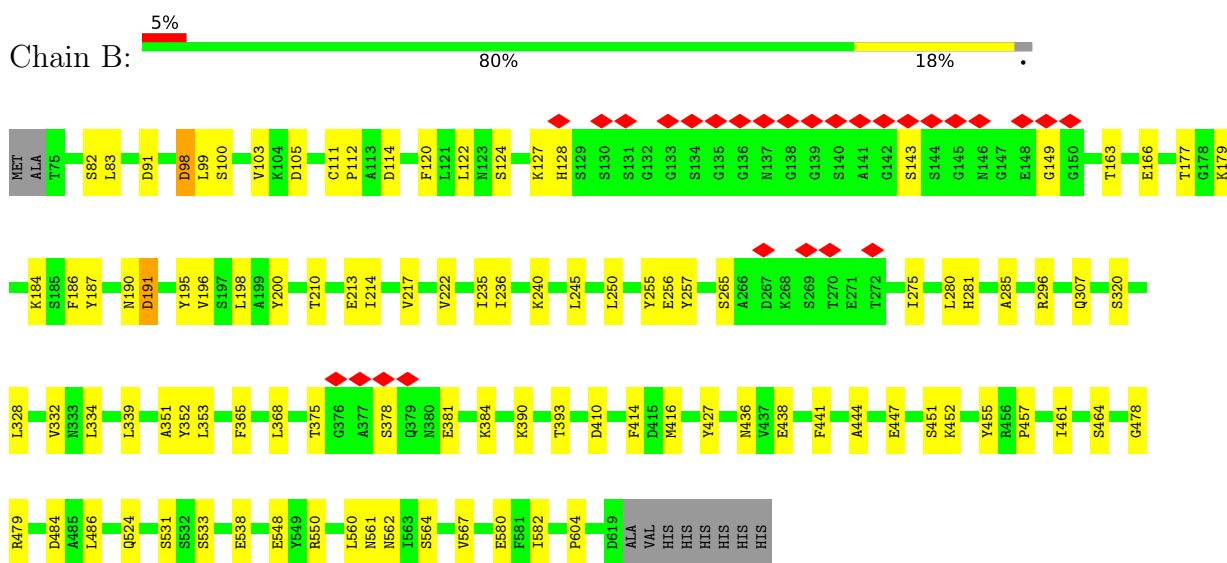 5%
Chain B:
80%
18%
•
MET ALA T75 S82 L83 D91 D98 L99 S100 V103 K104 D105 C111 P112 A113 D114 F120 L121 L122 N123 S124 K127 H128 S129 S130 S131 G132 G133 S134 G135 G136 N137 G138 G139 S140 A141 G142 S143 S144 G145 N146 G147 E148 G149 G150 T163 E166 T177 G178 K179
K184 S185 F186 Y187 N190 D191 Y195 V196 S197 L198 A199 Y200 T210 E213 I214 V217 V222 I235 I236 K240 L245 L250 Y255 E256 Y257 S265 A266 D267 K268 S269 T270 E271 T272 I275 L280 H281 A285 R296 Q307 S320
L328 V332 N333 L334 L339 A351 Y352 L353 F365 L368 T375 G376 A377 S378 Q379 N380 E381 K384 K390 T393 D410 F414 D415 M416 Y427 N436 V437 E438 F441 A444 E447 S451 K452 Y455 R456 P457 I461 S464 G478
R479 D484 A485 L486 Q524 S531 S532 S533 E538 E548 Y549 R550 L560 N561 N562 I563 S564 V567 E580 F581 I582 P604 D619 ALA VAL HIS HIS HIS HIS HIS HIS